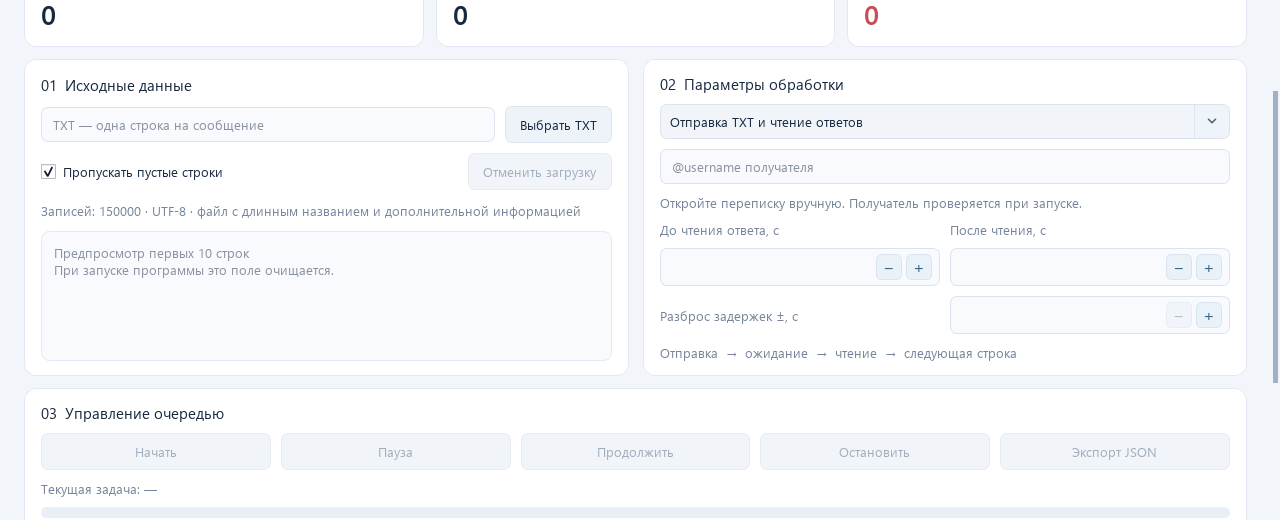 0
0
0
01 Исходные данные
TXT — одна строка на сообщение
Выбрать TXT
Пропускать пустые строки
Отменить загрузку
Записей: 150000 · UTF-8 · файл с длинным названием и дополнительной информацией
Предпросмотр первых 10 строк
При запуске программы это поле очищается.
02 Параметры обработки
Отправка TXT и чтение ответов
@username получателя
Откройте переписку вручную. Получатель проверяется при запуске.
До чтения ответа, с
После чтения, с
− +
− +
Разброс задержек ±, с
− +
Отправка → ожидание → чтение → следующая строка
03 Управление очередью
Начать
Пауза
Продолжить
Остановить
Экспорт JSON
Текущая задача: —